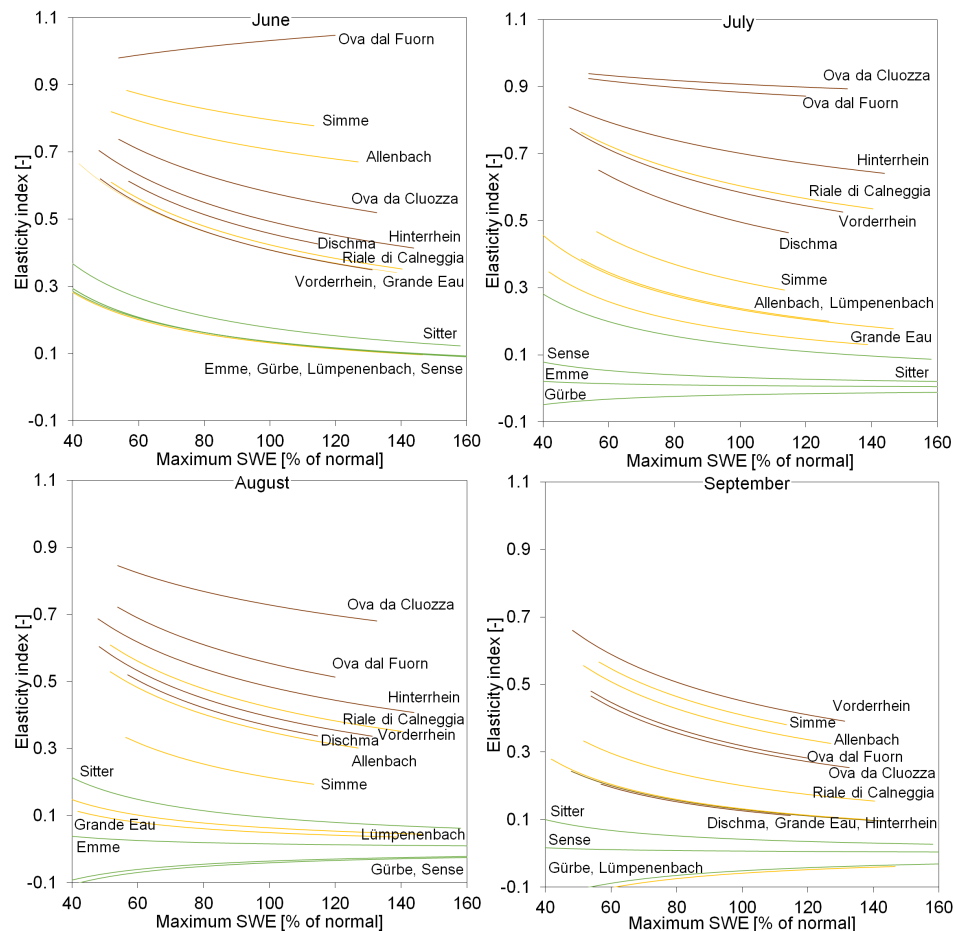 June
1.1
0.9
0.7
0.5
0.3
0.1
-0.1
Elasticity index [-]
Ova dal Fuorn
Simme
Allenbach
Ova da Cluozza
Hinterrhein
Dischma
Riale di Calneggia
Vorderrhein, Grande Eau
Sitter
Emme, Gürbe, Lümpenenbach, Sense
40 60 80 100 120 140 160
Maximum SWE [% of normal]
July
1.1
0.9
0.7
0.5
0.3
0.1
-0.1
Elasticity index [-]
Ova da Cluozza
Ova dal Fuorn
Hinterrhein
Riale di Calneggia
Vorderrhein
Dischma
Simme
Allenbach, Lümpenenbach
Grande Eau
Sense
Sitter
Emme
Gürbe
40 60 80 100 120 140 160
Maximum SWE [% of normal]
August
1.1
0.9
0.7
0.5
0.3
0.1
-0.1
Elasticity index [-]
Ova da Cluozza
Ova dal Fuorn
Hinterrhein
Riale di Calneggia
Vorderrhein
Dischma
Allenbach
Simme
Sitter
Grande Eau
Lümpenenbach
Emme
Gürbe, Sense
40 60 80 100 120 140 160
Maximum SWE [% of normal]
September
1.1
0.9
0.7
0.5
0.3
0.1
-0.1
Elasticity index [-]
Vorderrhein
Simme
Allenbach
Ova dal Fuorn
Ova da Cluozza
Riale di Calneggia
Sitter
Dischma, Grande Eau, Hinterrhein
Sense
Gürbe, Lümpenenbach
40 60 80 100 120 140 160
Maximum SWE [% of normal]